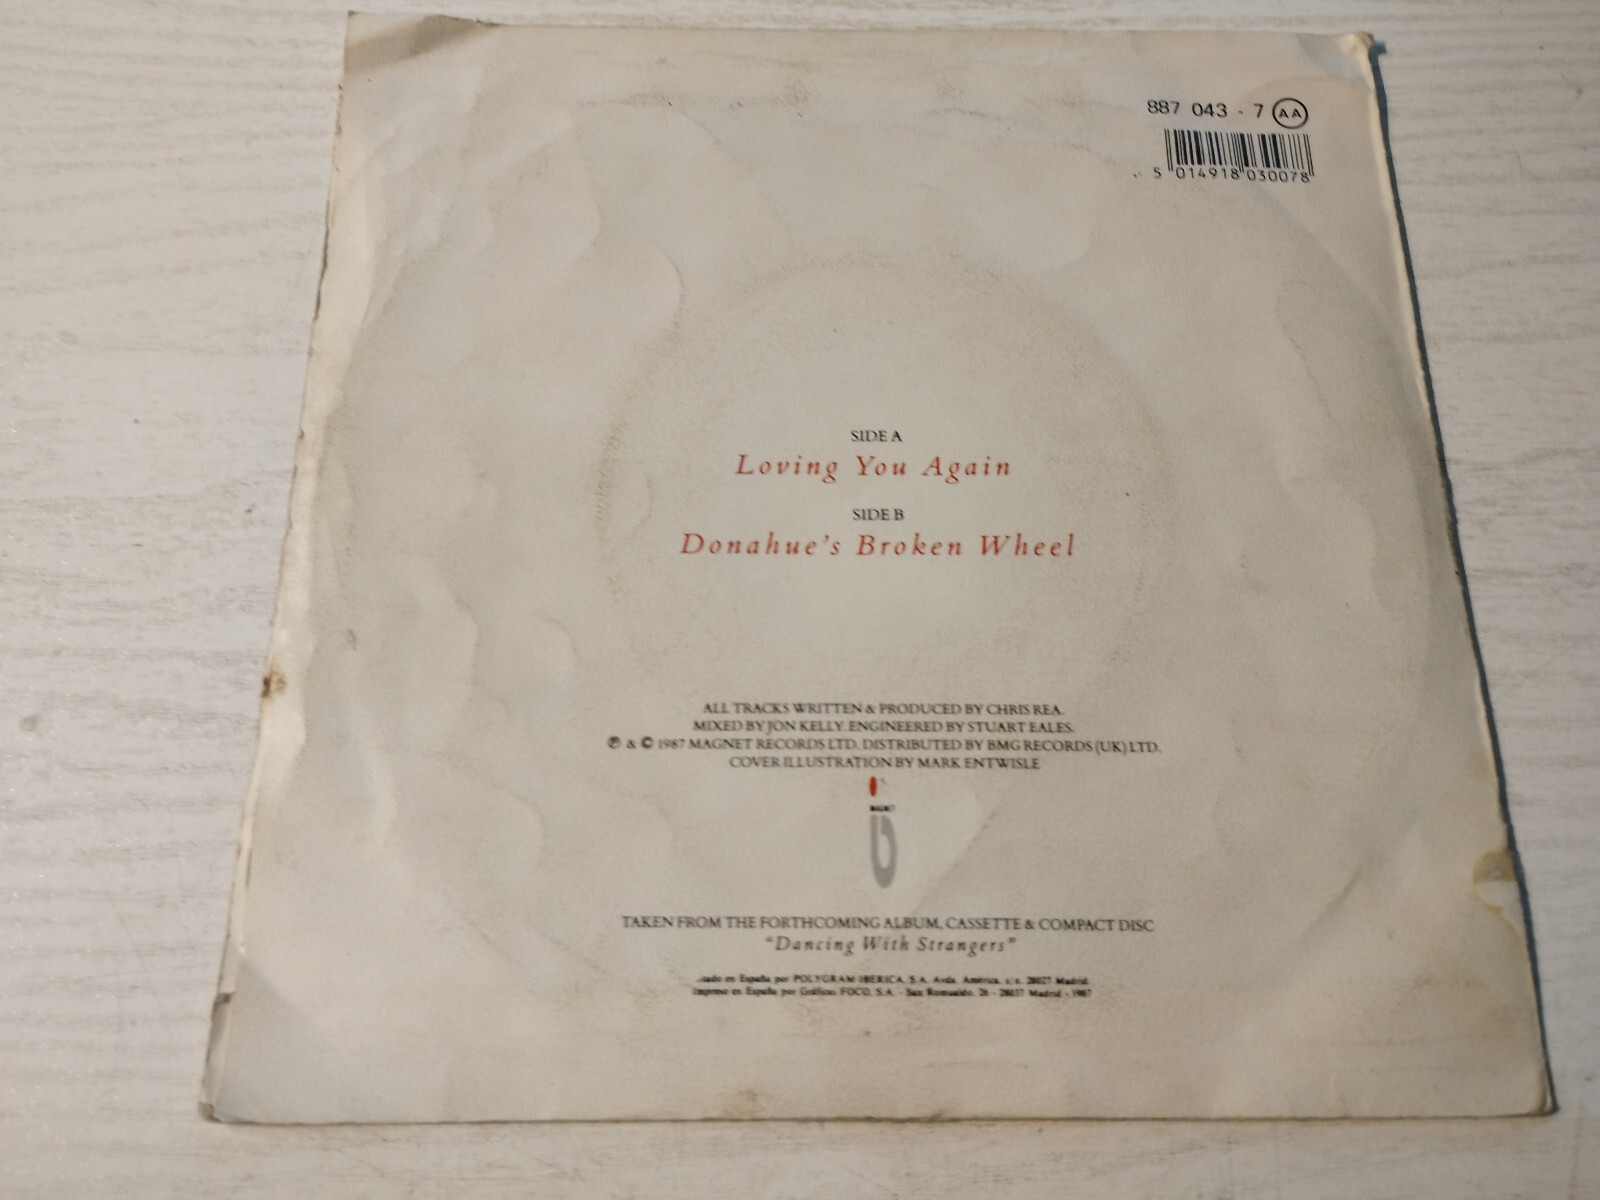 887 043 - 7 AA
5 014918 030078
SIDE A
Loving You Again
SIDE B
Donahue's Broken Wheel
ALL TRACKS WRITTEN & PRODUCED BY CHRIS REA.
MIXED BY JON KELLY. ENGINEERED BY STUART EALES.
℗ & © 1987 MAGNET RECORDS LTD. DISTRIBUTED BY BMG RECORDS (UK) LTD.
COVER ILLUSTRATION BY MARK ENTWISLE
MAGNET
TAKEN FROM THE FORTHCOMING ALBUM, CASSETTE & COMPACT DISC
"Dancing With Strangers"
en España por POLYGRAM IBERICA, S.A. Avda. América, s/n. 28027 Madrid.
Impreso en España por Gráficas FOCO, S.A. - San Romualdo, 26 - 28037 Madrid - 1987